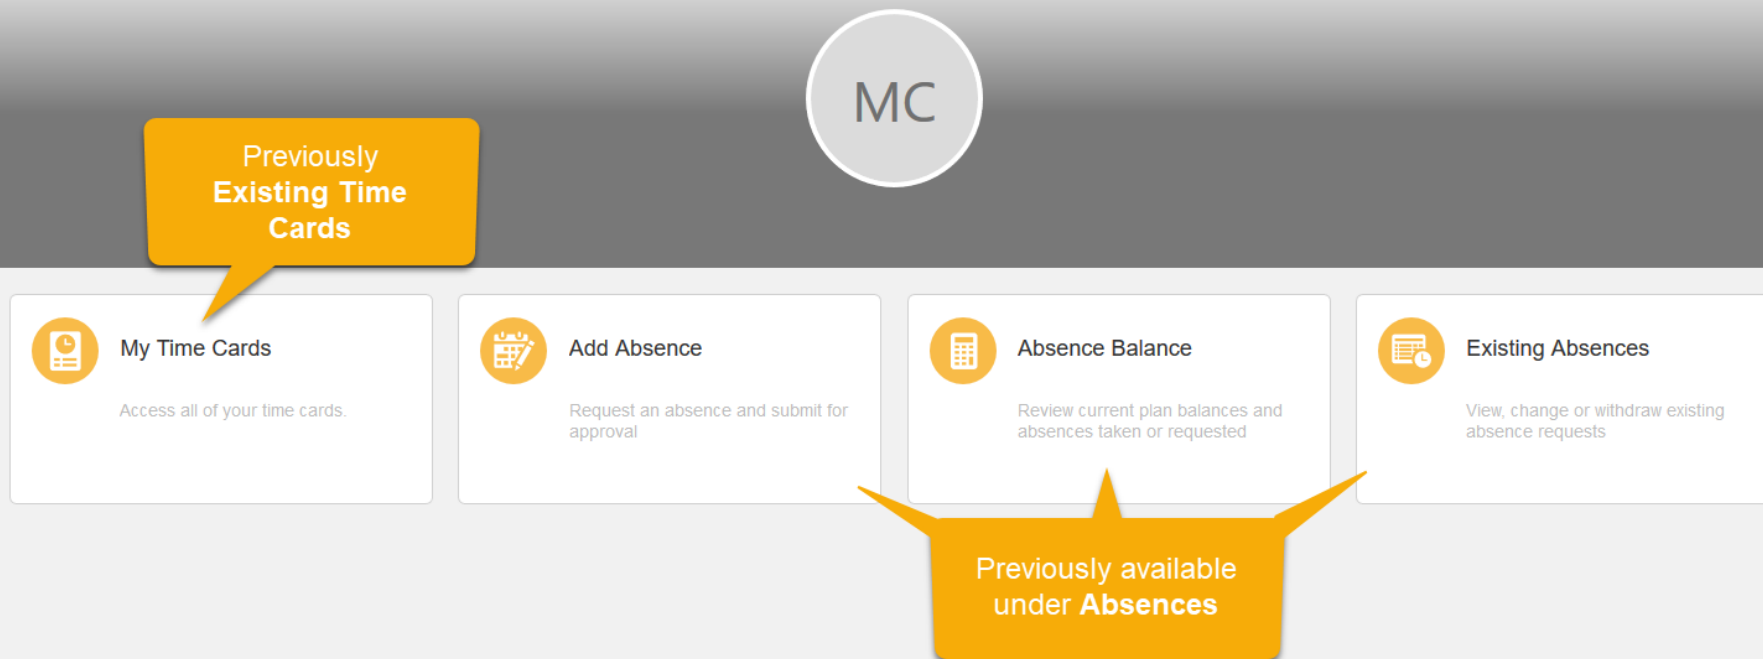 MC
Previously
Existing Time
Cards
My Time Cards
Access all of your time cards.
Add Absence
Request an absence and submit for
approval
Absence Balance
Review current plan balances and
absences taken or requested
Existing Absences
View, change or withdraw existing
absence requests
Previously available
under Absences